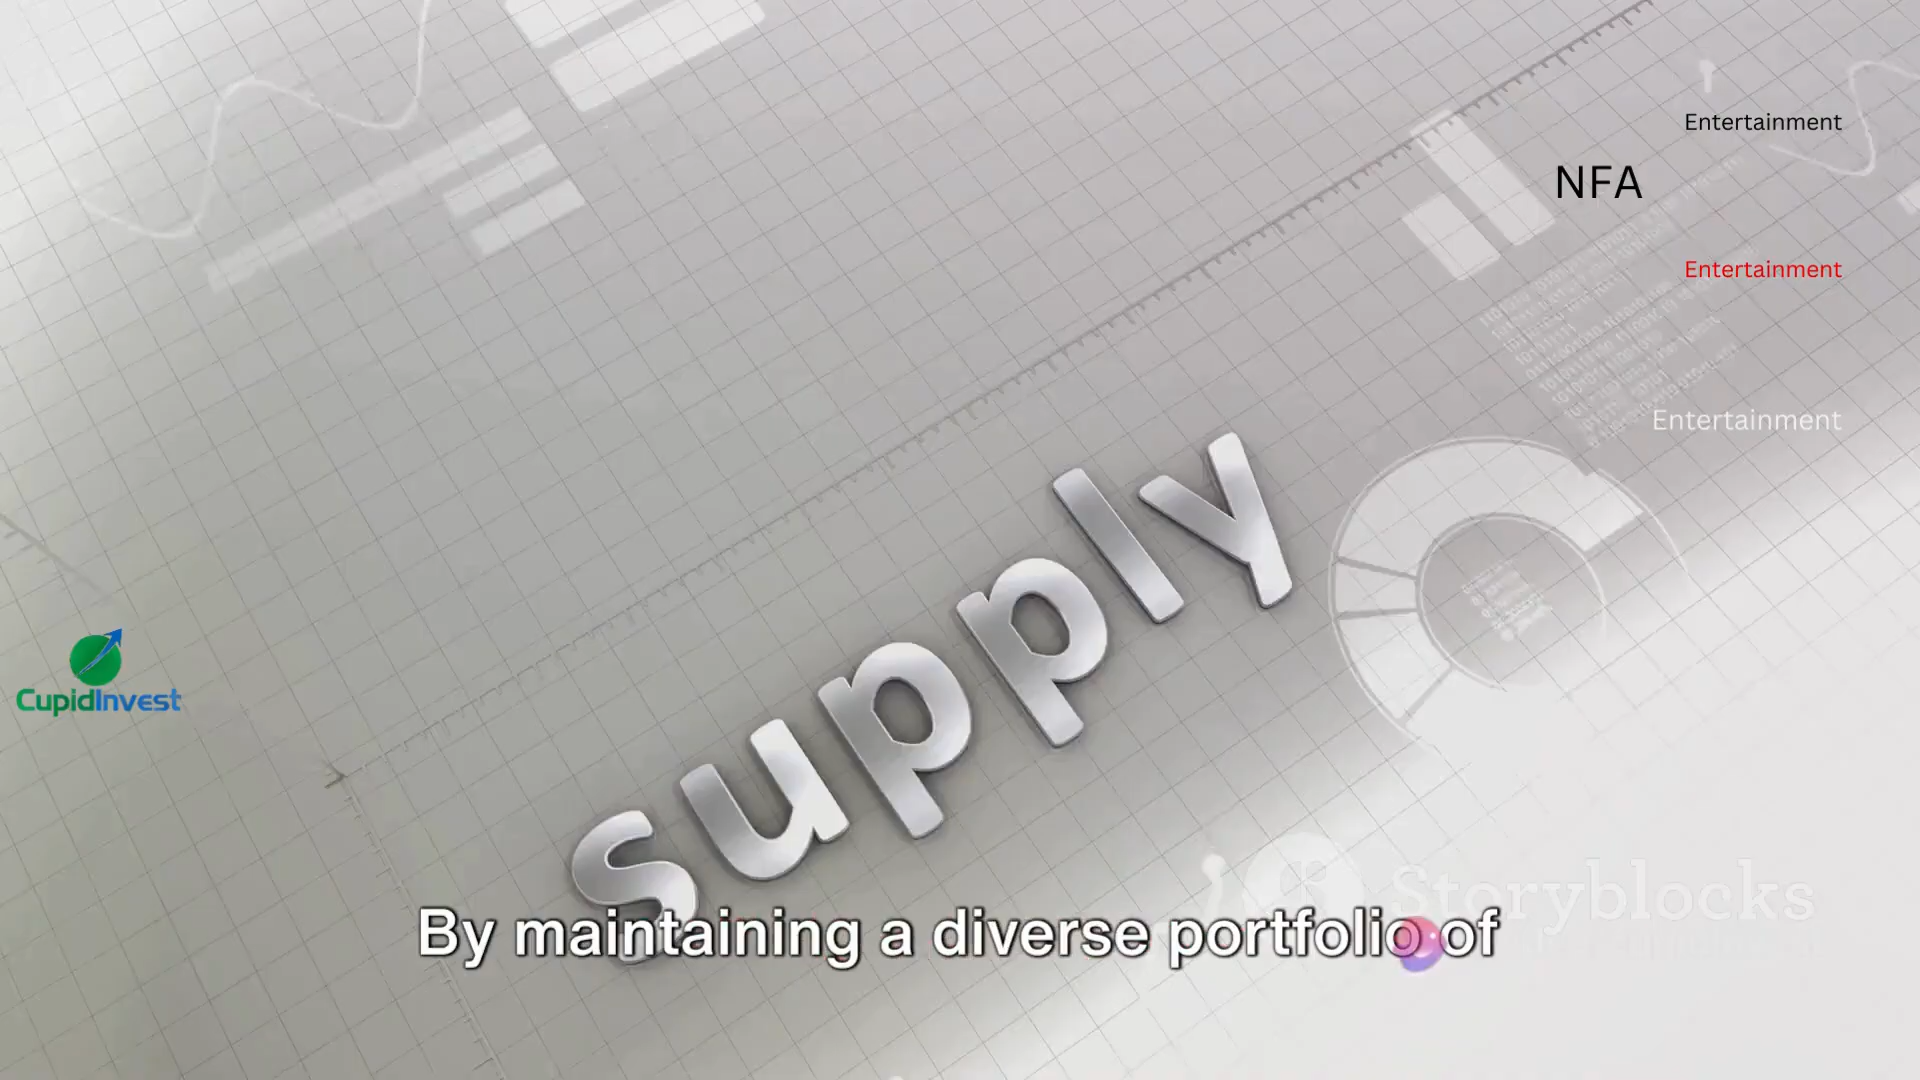 Entertainment
NFA
Entertainment
Entertainment
supply
CupidInvest
Storyblocks
By maintaining a diverse portfolio of